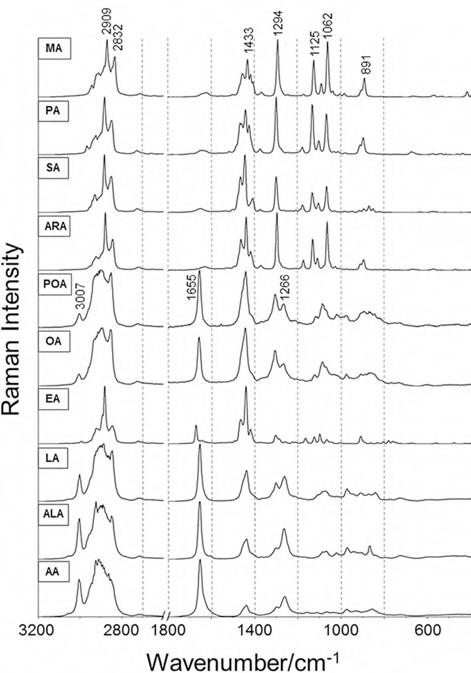 2909
2832
1433
1294
1125
1062
891
MA
PA
SA
ARA
POA
3007
1655
1266
OA
EA
LA
ALA
AA
Raman Intensity
3200 2800 1800 1400 1000 600
Wavenumber/cm-1